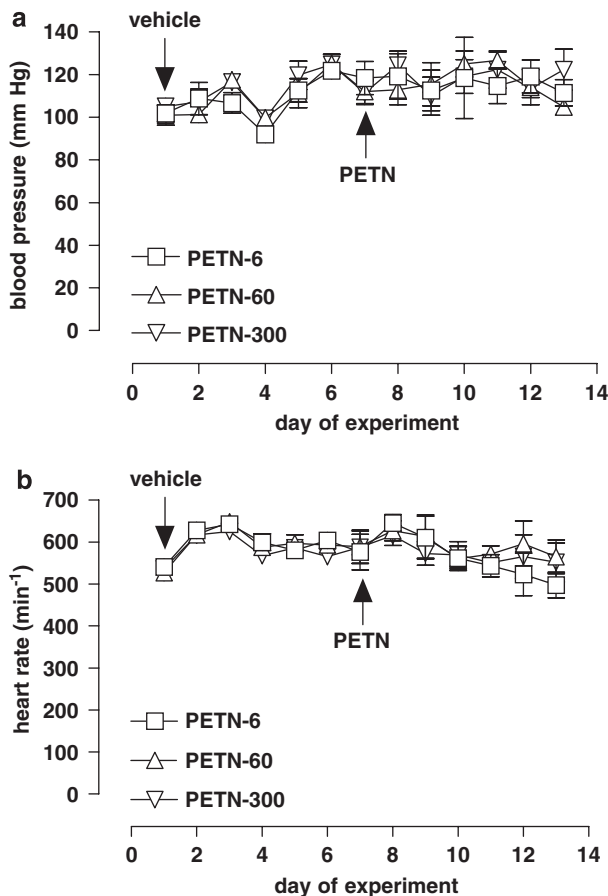 a
vehicle
blood pressure (mm Hg)
140
120
100
80
60
40
20
0
PETN
PETN-6
PETN-60
PETN-300
0 2 4 6 8 10 12 14
day of experiment
b
vehicle
heart rate (min-1)
700
600
500
400
300
200
100
0
PETN
PETN-6
PETN-60
PETN-300
0 2 4 6 8 10 12 14
day of experiment